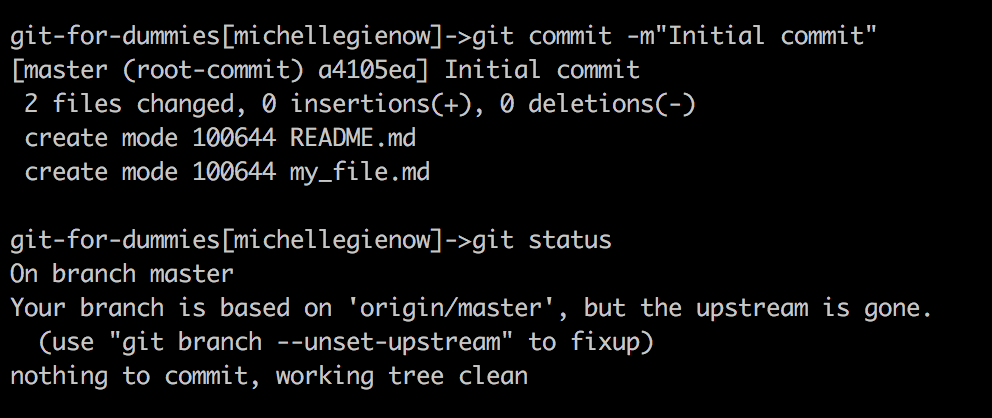 git-for-dummies[michellegienow]->git commit -m"Initial commit"
[master (root-commit) a4105ea] Initial commit
 2 files changed, 0 insertions(+), 0 deletions(-)
 create mode 100644 README.md
 create mode 100644 my_file.md

git-for-dummies[michellegienow]->git status
On branch master
Your branch is based on 'origin/master', but the upstream is gone.
  (use "git branch --unset-upstream" to fixup)
nothing to commit, working tree clean